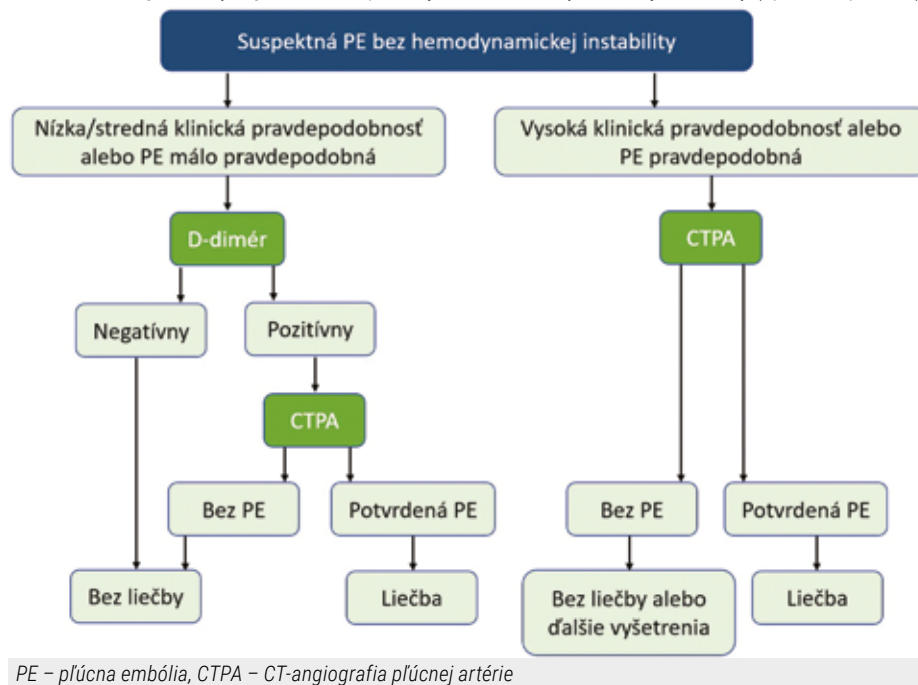 Suspektná PE bez hemodynamickej instability
Nízka/stredná klinická pravdepodobnosť
alebo PE málo pravdepodobná
Vysoká klinická pravdepodobnosť alebo
PE pravdepodobná
D-dimér
CTPA
Negatívny
Pozitívny
CTPA
Bez PE
Potvrdená PE
Bez PE
Potvrdená PE
Bez liečby
Liečba
Bez liečby alebo
ďalšie vyšetrenia
Liečba
PE – pľúcna embólia, CTPA – CT-angiografia pľúcnej artérie